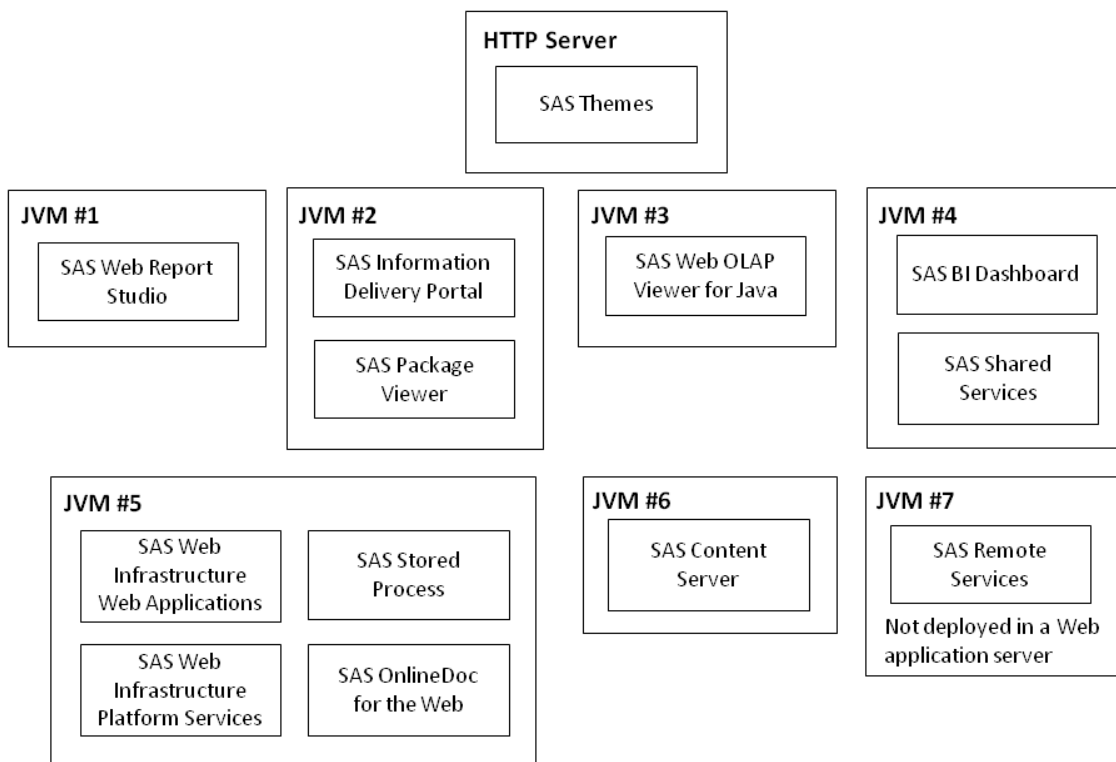 HTTP Server
SAS Themes
JVM #1
SAS Web Report
Studio
JVM #2
SAS Information
Delivery Portal
SAS Package
Viewer
JVM #3
SAS Web OLAP
Viewer for Java
JVM #4
SAS BI Dashboard
SAS Shared
Services
JVM #5
SAS Web
Infrastructure
Web Applications
SAS Stored
Process
SAS Web
Infrastructure
Platform Services
SAS OnlineDoc
for the Web
JVM #6
SAS Content
Server
JVM #7
SAS Remote
Services
Not deployed in a Web
application server